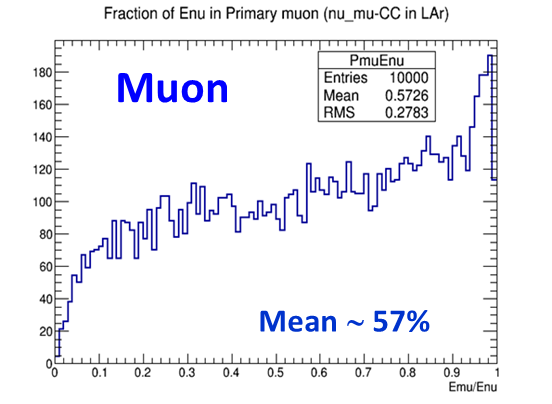 Fraction of Enu in Primary muon (nu_mu-CC in LAr)
Muon
PmuEnu
Entries 10000
Mean 0.5726
RMS 0.2783
180
160
140
120
100
80
60
40
20
0
Mean ~ 57%
0 0.1 0.2 0.3 0.4 0.5 0.6 0.7 0.8 0.9 1
Emu/Enu